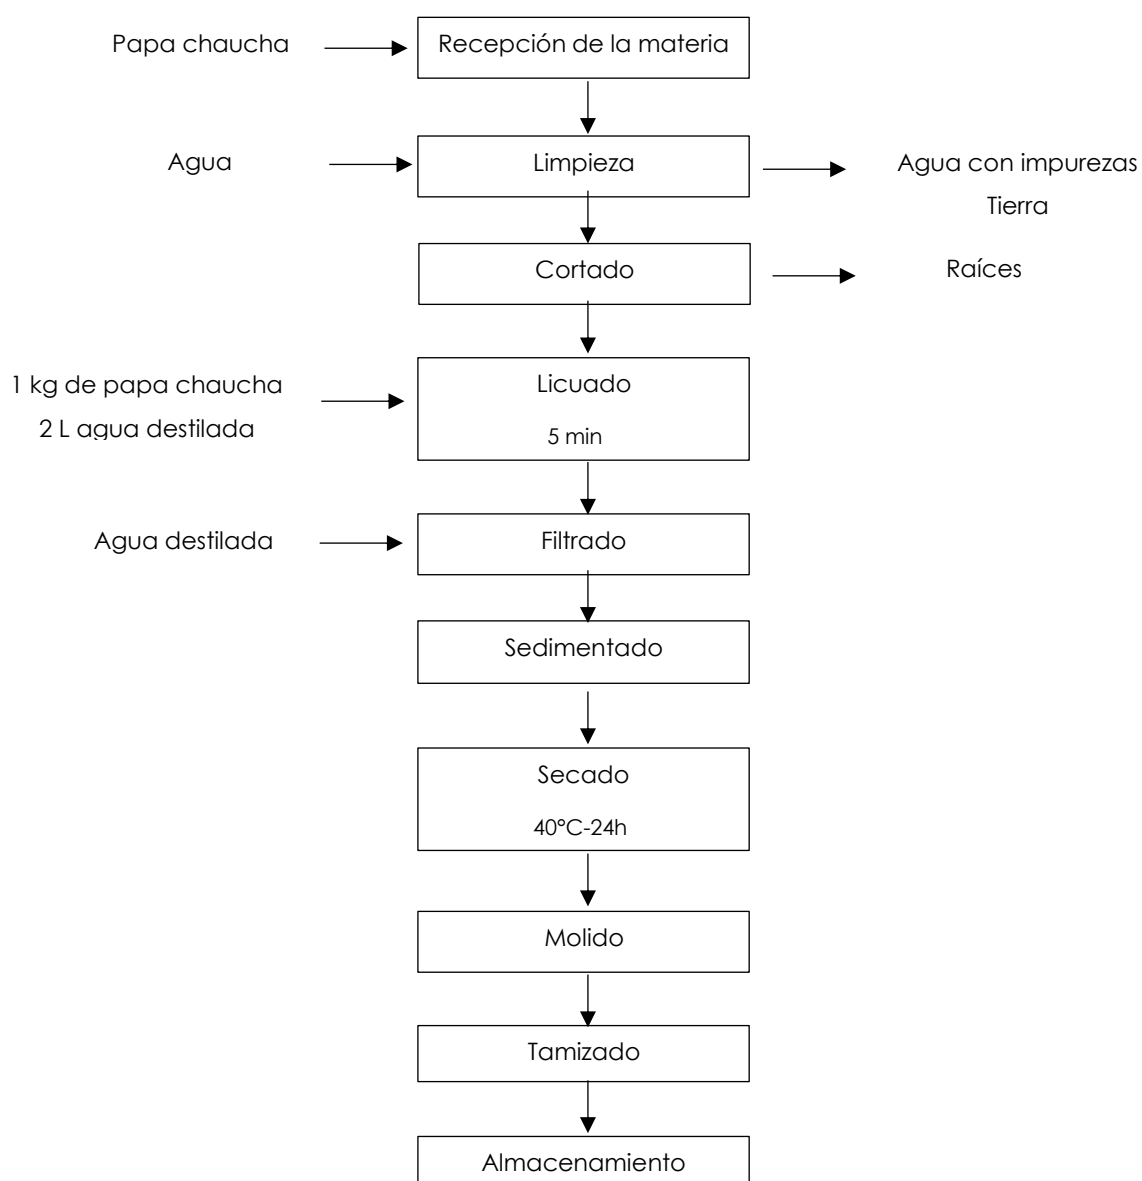 Papa chaucha
Recepción de la materia
Agua
Limpieza
Agua con impurezas
Tierra
Cortado
Raíces
1 kg de papa chaucha
2 L agua destilada
Licuado
5 min
Agua destilada
Filtrado
Sedimentado
Secado
40°C-24h
Molido
Tamizado
Almacenamiento